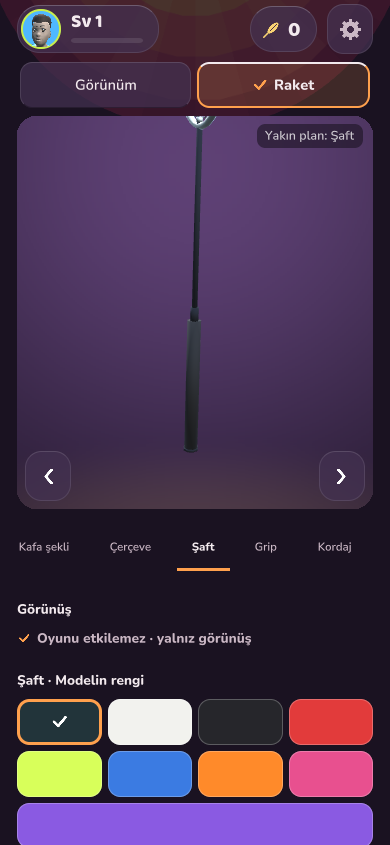 Sv 1
0
Görünüm
Raket
Yakın plan: Şaft
Kafa şekli
Çerçeve
Şaft
Grip
Kordaj
Görünüş
Oyunu etkilemez · yalnız görünüş
Şaft · Modelin rengi